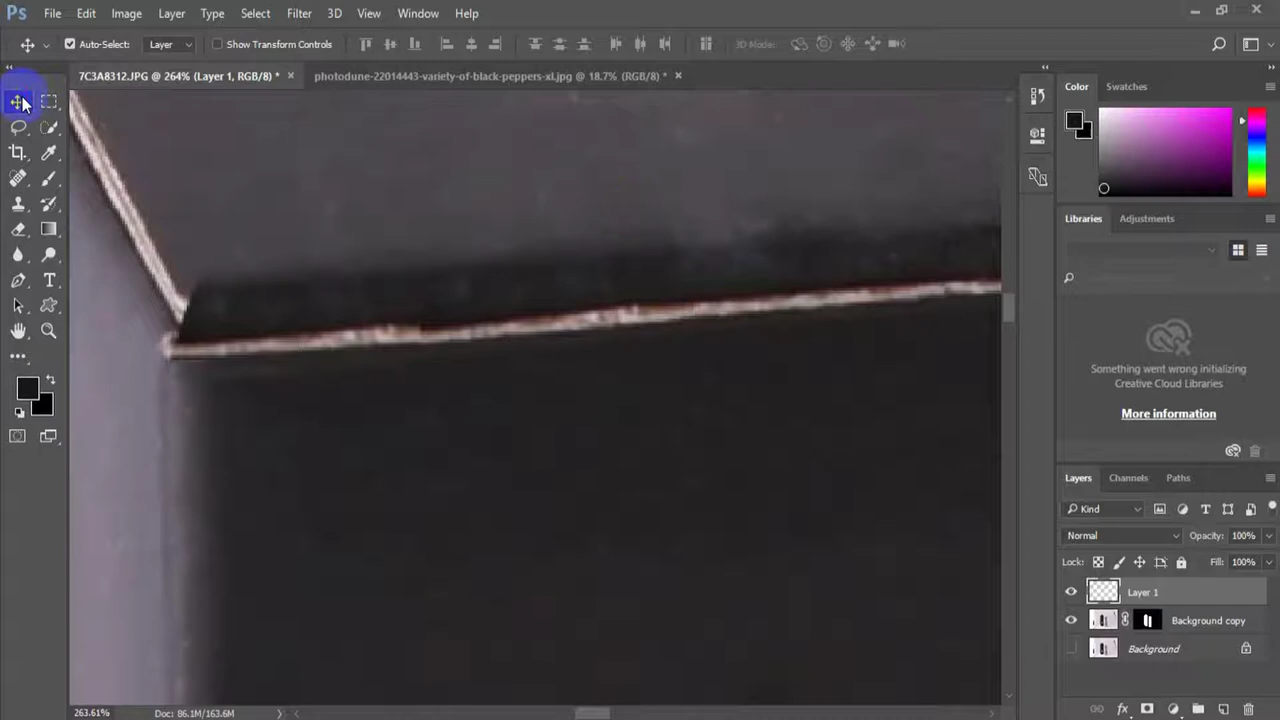 Ps File Edit Image Layer Type Select Filter 3D View Window Help
Auto-Select: Layer Show Transform Controls 3D Mode:
7C3A8312.JPG @ 264% (Layer 1, RGB/8) * × photodune-22014443-variety-of-black-peppers-xl.jpg @ 18.7% (RGB/8) * ×
Color Swatches
Libraries Adjustments
Something went wrong initializing
Creative Cloud Libraries
More information
Layers Channels Paths
Kind
Normal Opacity: 100%
Lock: Fill: 100%
Layer 1
Background copy
Background
263.61% Doc: 86.1M/163.6M